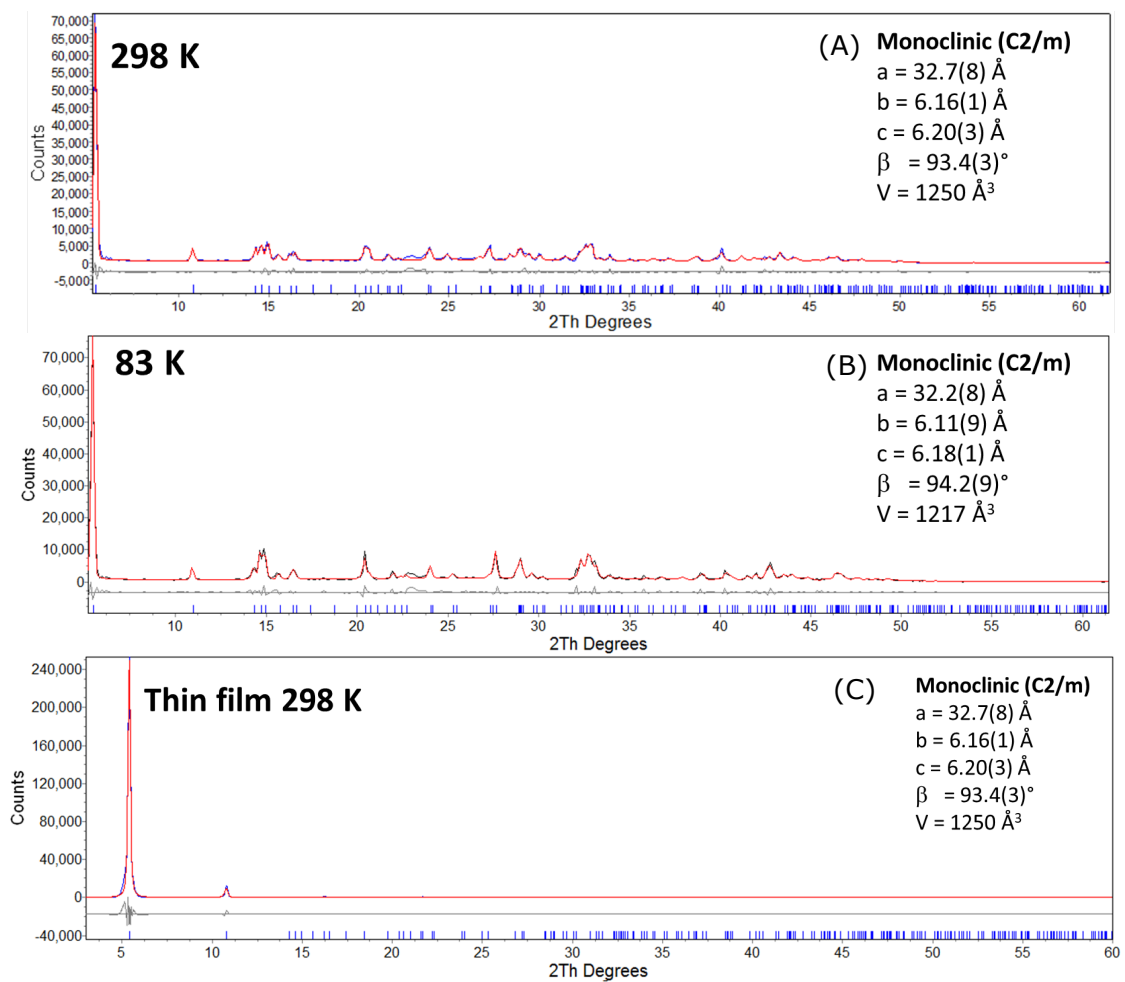 298 K
(A)
Monoclinic (C2/m)
a = 32.7(8) Å
b = 6.16(1) Å
c = 6.20(3) Å
β = 93.4(3)°
V = 1250 Å³
Counts
70,000
65,000
60,000
55,000
50,000
45,000
40,000
35,000
30,000
25,000
20,000
15,000
10,000
5,000
0
-5,000
10 15 20 25 30 35 40 45 50 55 60
2Th Degrees
83 K
(B)
Monoclinic (C2/m)
a = 32.2(8) Å
b = 6.11(9) Å
c = 6.18(1) Å
β = 94.2(9)°
V = 1217 Å³
Counts
70,000
60,000
50,000
40,000
30,000
20,000
10,000
0
10 15 20 25 30 35 40 45 50 55 60
2Th Degrees
Thin film 298 K
(C)
Monoclinic (C2/m)
a = 32.7(8) Å
b = 6.16(1) Å
c = 6.20(3) Å
β = 93.4(3)°
V = 1250 Å³
Counts
240,000
200,000
160,000
120,000
80,000
40,000
0
-40,000
5 10 15 20 25 30 35 40 45 50 55 60
2Th Degrees